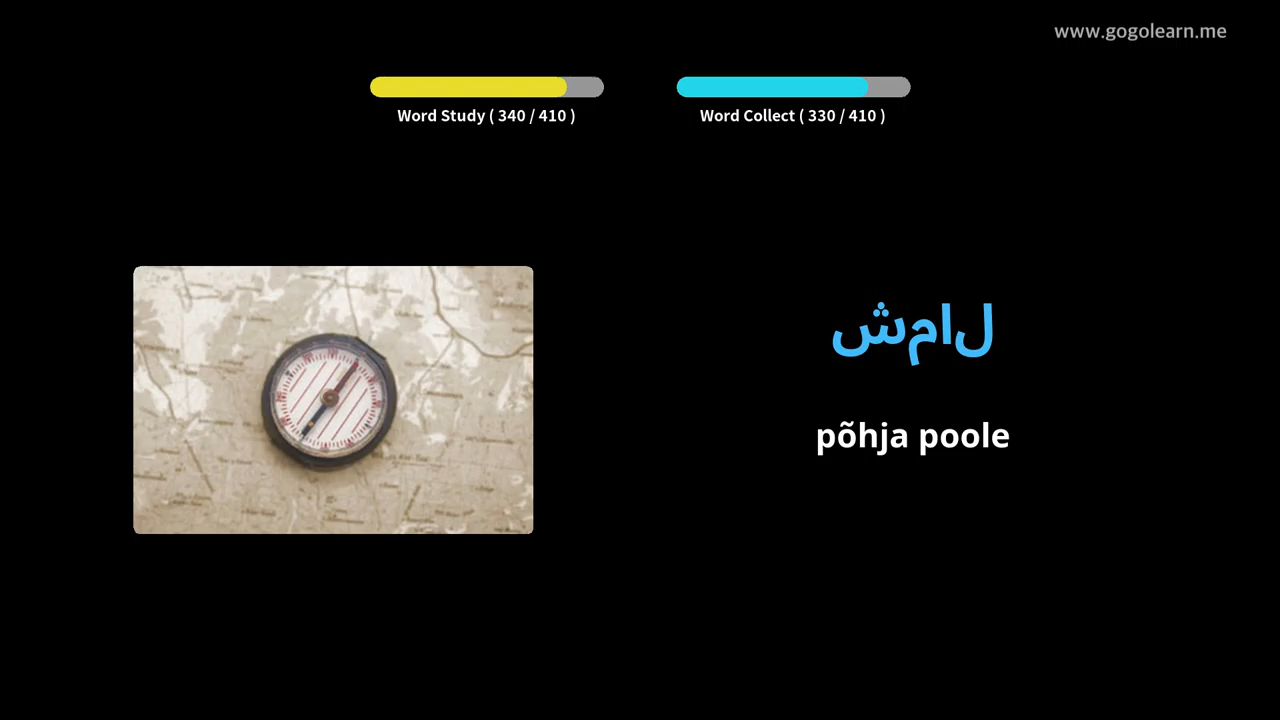 www.gogolearn.me
Word Study ( 340 / 410 )
Word Collect ( 330 / 410 )
شمال
põhja poole